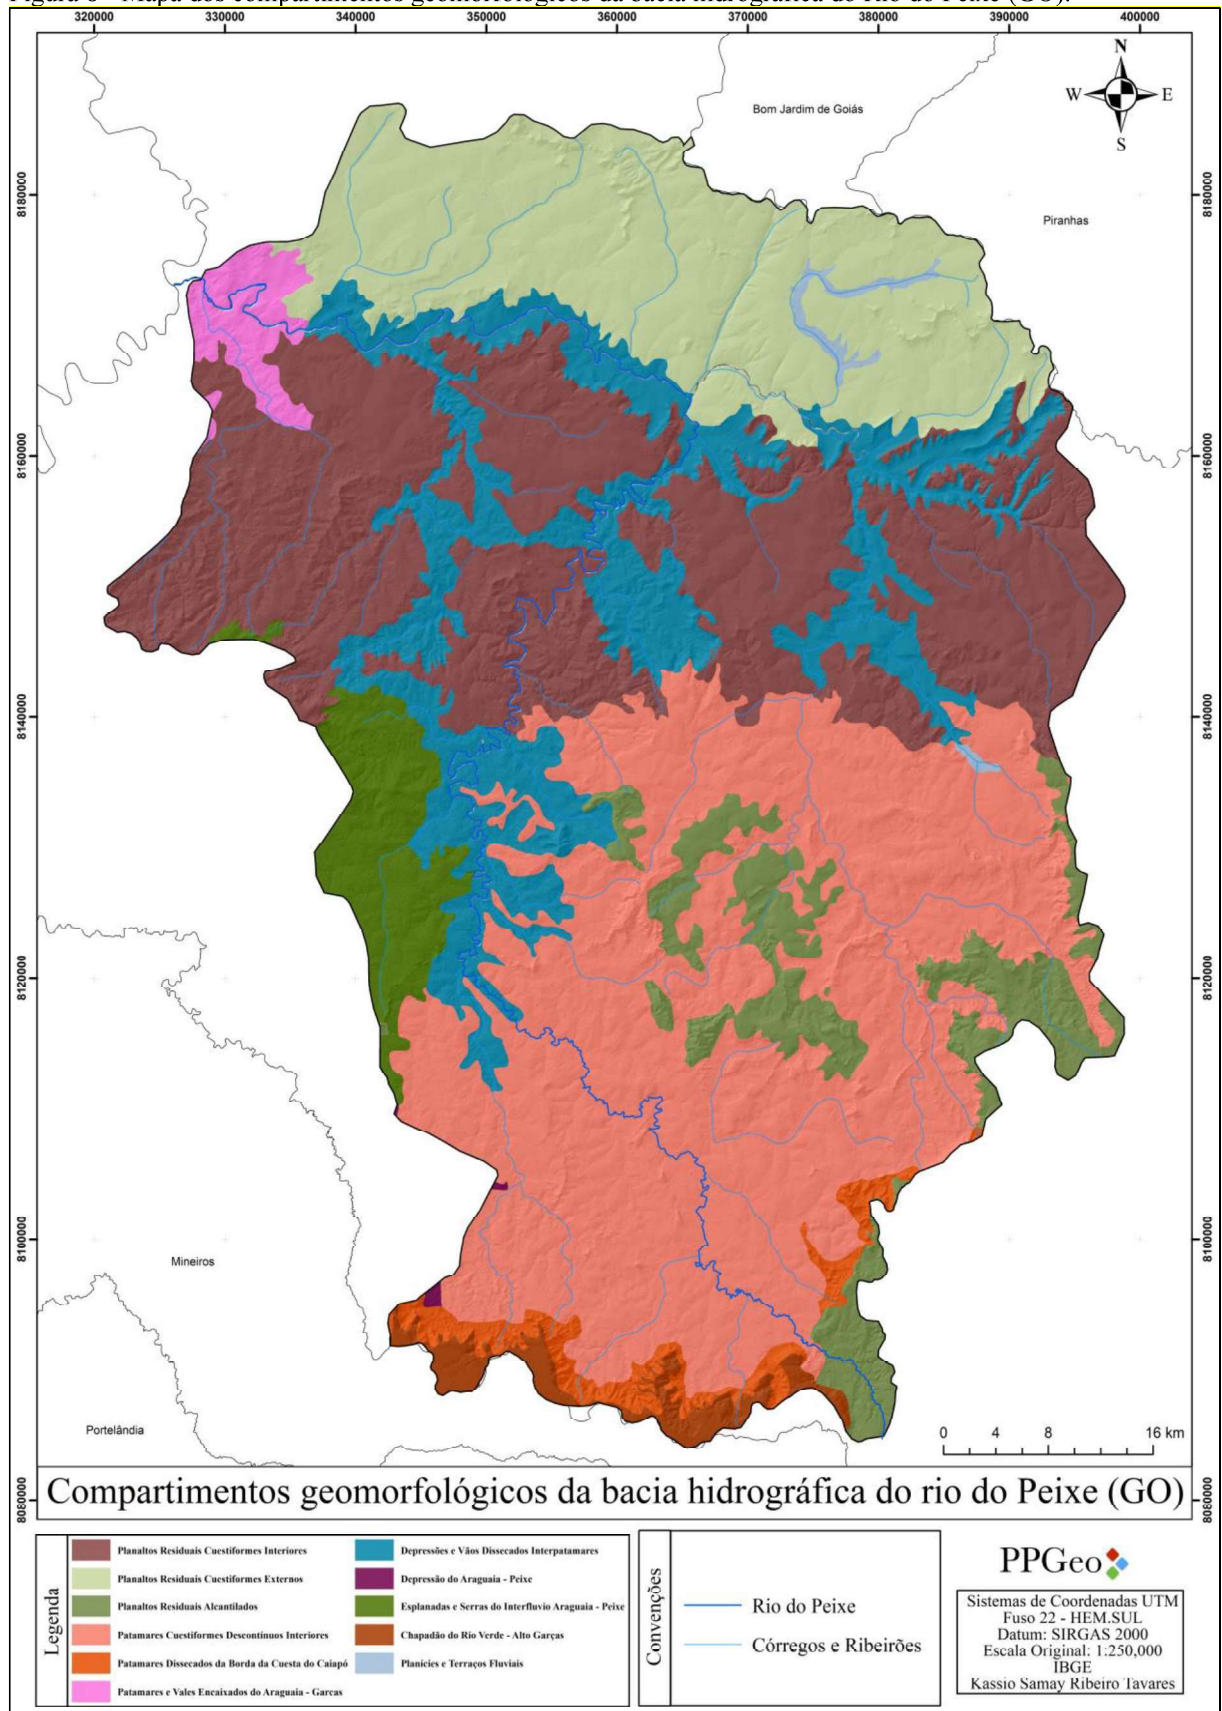 320000 330000 340000 350000 360000 370000 380000 390000 400000
N
W E
S
Bom Jardim de Goiás
8180000 8180000
Piranhas
8160000 8160000
8140000 8140000
8120000 8120000
8100000 8100000
Mineiros
Portelândia
0 4 8 16 km
8080000 8080000
Compartimentos geomorfológicos da bacia hidrográfica do rio do Peixe (GO)
Legenda
Planaltos Residuais Cuestiformes Interiores
Planaltos Residuais Cuestiformes Externos
Planaltos Residuais Alcantilados
Patamares Cuestiformes Descontínuos Interiores
Patamares Dissecados da Borda da Cuesta do Caiapó
Patamares e Vales Encaixados do Araguaia - Garças
Depressões e Vãos Dissecados Interpatamares
Depressão do Araguaia - Peixe
Esplanadas e Serras do Interfluvio Araguaia - Peixe
Chapadão do Rio Verde - Alto Garças
Planícies e Terraços Fluviais
Convenções
Rio do Peixe
Córregos e Ribeirões
PPGeo
Sistemas de Coordenadas UTM
Fuso 22 - HEM.SUL
Datum: SIRGAS 2000
Escala Original: 1:250,000
IBGE
Kassio Samay Ribeiro Tavares